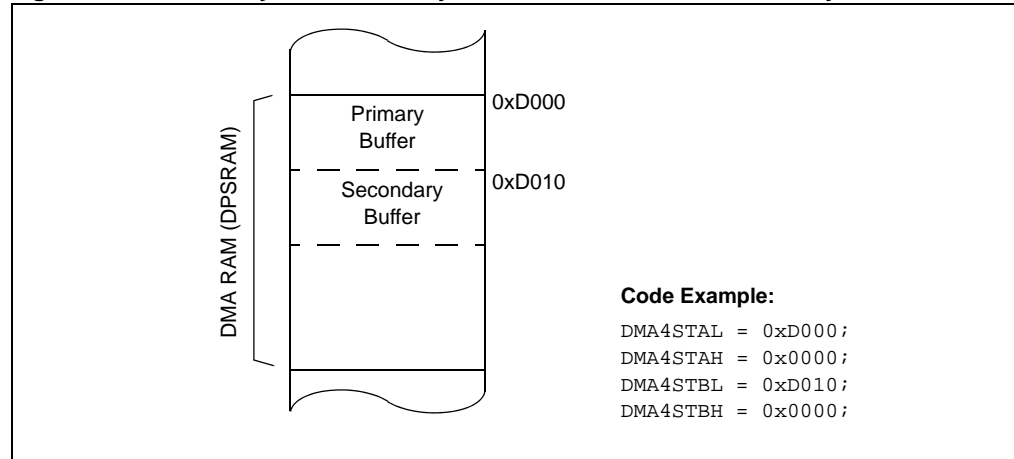 Primary
Buffer
0xD000
Secondary
Buffer
0xD010
DMA RAM (DPSRAM)
Code Example:
DMA4STAL = 0xD000;
DMA4STAH = 0x0000;
DMA4STBL = 0xD010;
DMA4STBH = 0x0000;